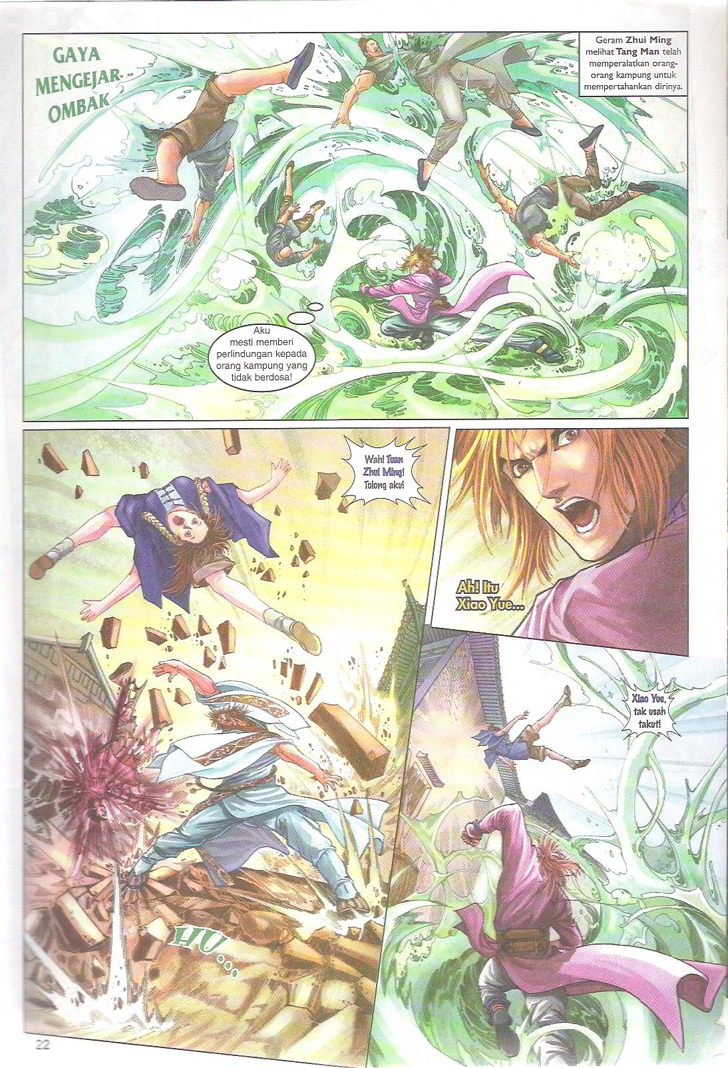 GAYA
MENGEJAR
OMBAK
Geram Zhui Ming
melihat Tang Man telah
memperalatkan orang-
orang kampung untuk
mempertahankan dirinya.
Aku
mesti memberi
perlindungan kepada
orang kampung yang
tidak berdosa!
Wah! Tuan
Zhui Ming!
Tolong aku!
Ah! Itu
Xiao Yue...
Xiao Yue,
tak usah
takut!
HU...
22